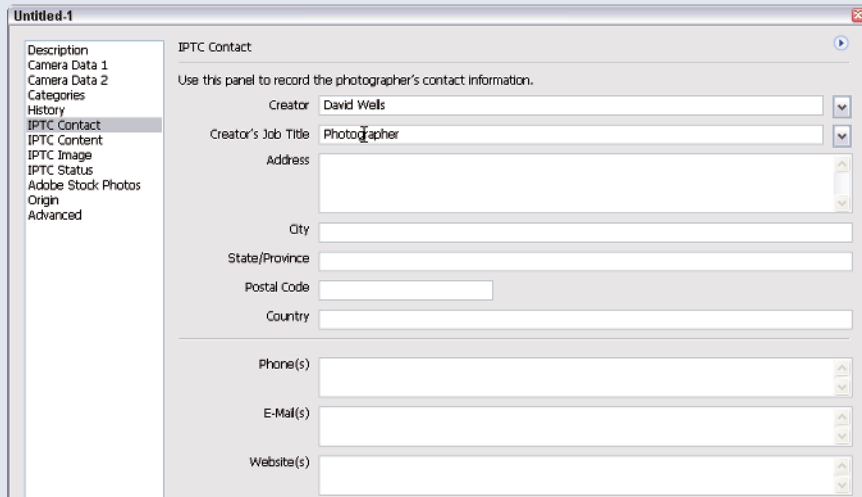 Untitled-1
Description
Camera Data 1
Camera Data 2
Categories
History
IPTC Contact
IPTC Content
IPTC Image
IPTC Status
Adobe Stock Photos
Origin
Advanced
IPTC Contact
Use this panel to record the photographer's contact information.
Creator David Wells
Creator's Job Title Photographer
Address
City
State/Province
Postal Code
Country
Phone(s)
E-Mail(s)
Website(s)